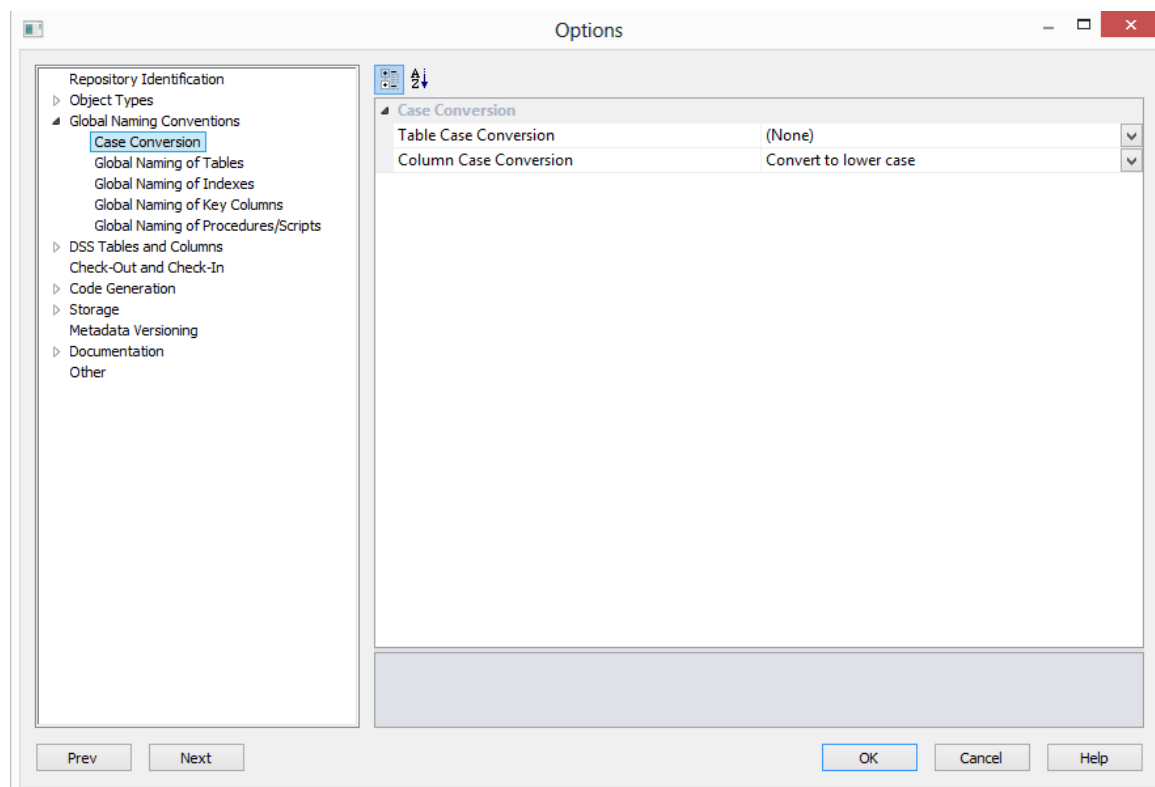 Options
Repository Identification
Object Types
Global Naming Conventions
Case Conversion
Global Naming of Tables
Global Naming of Indexes
Global Naming of Key Columns
Global Naming of Procedures/Scripts
DSS Tables and Columns
Check-Out and Check-In
Code Generation
Storage
Metadata Versioning
Documentation
Other
A
Z
Case Conversion
Table Case Conversion (None)
Column Case Conversion Convert to lower case
Prev Next OK Cancel Help